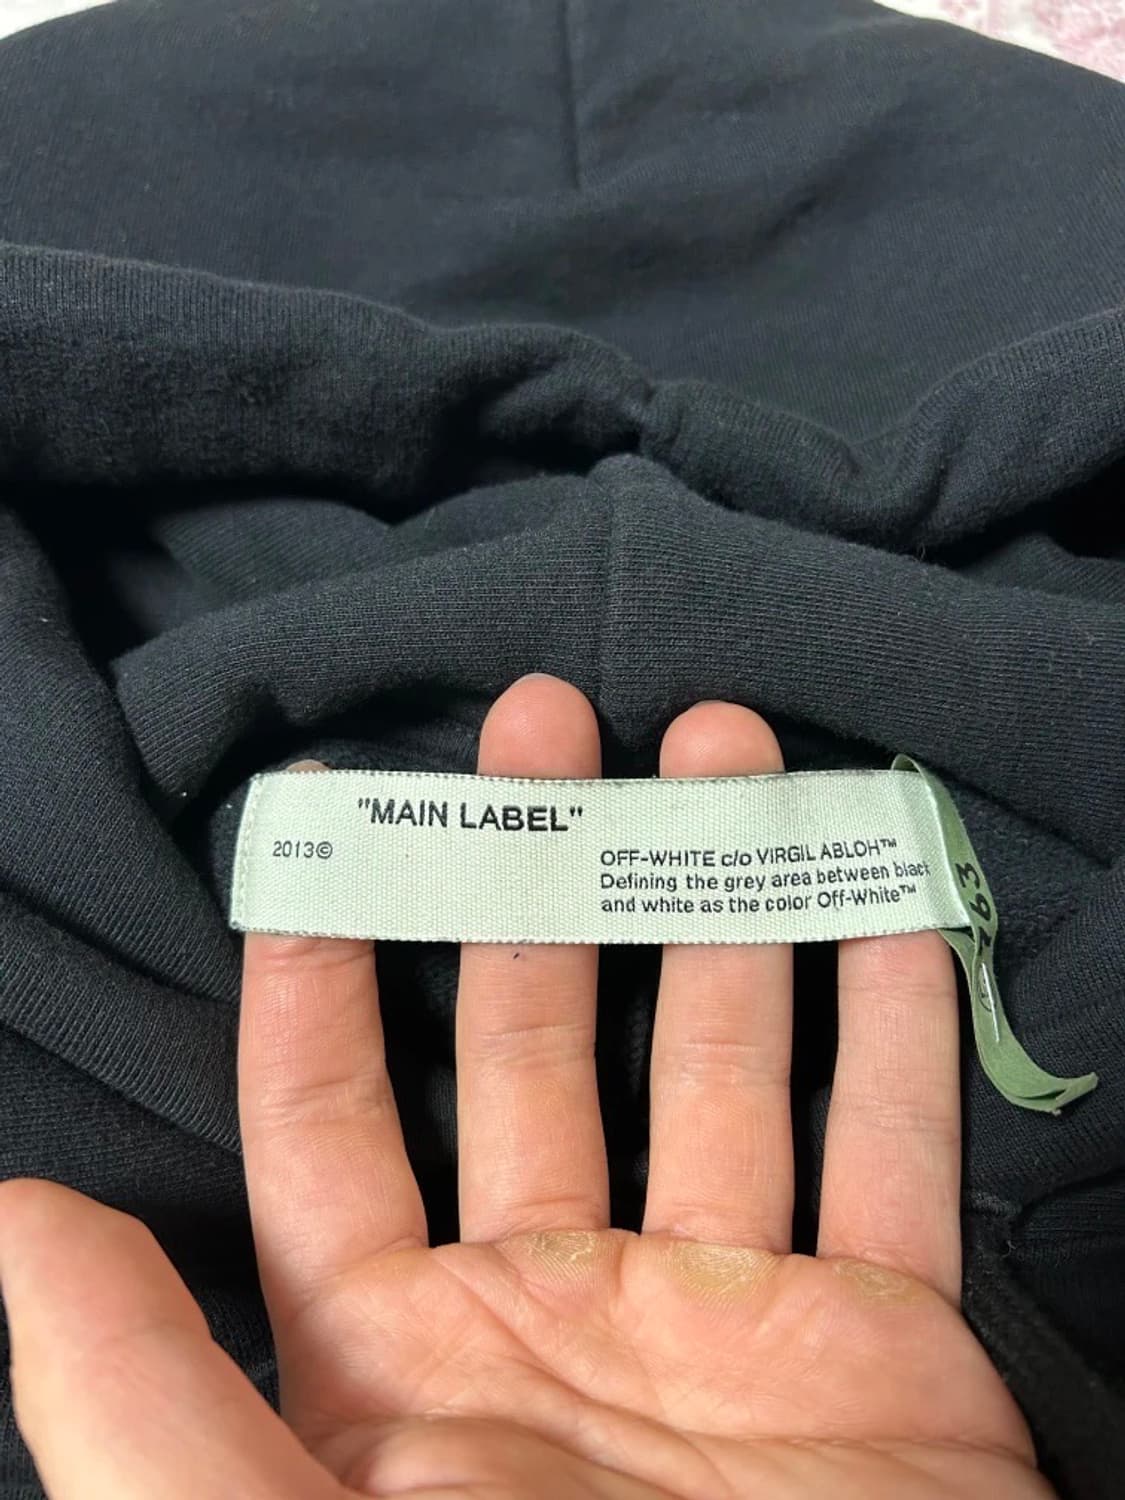 "MAIN LABEL"
2013©
OFF-WHITE c/o VIRGIL ABLOH™
Defining the grey area between black
and white as the color Off-White™